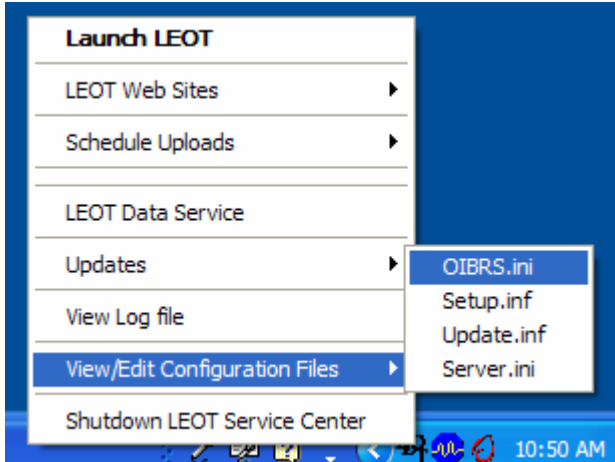 Launch LEOT
LEOT Web Sites
Schedule Uploads
LEOT Data Service
Updates
View Log file
View/Edit Configuration Files
Shutdown LEOT Service Center
OIBRS.ini
Setup.inf
Update.inf
Server.ini
10:50 AM